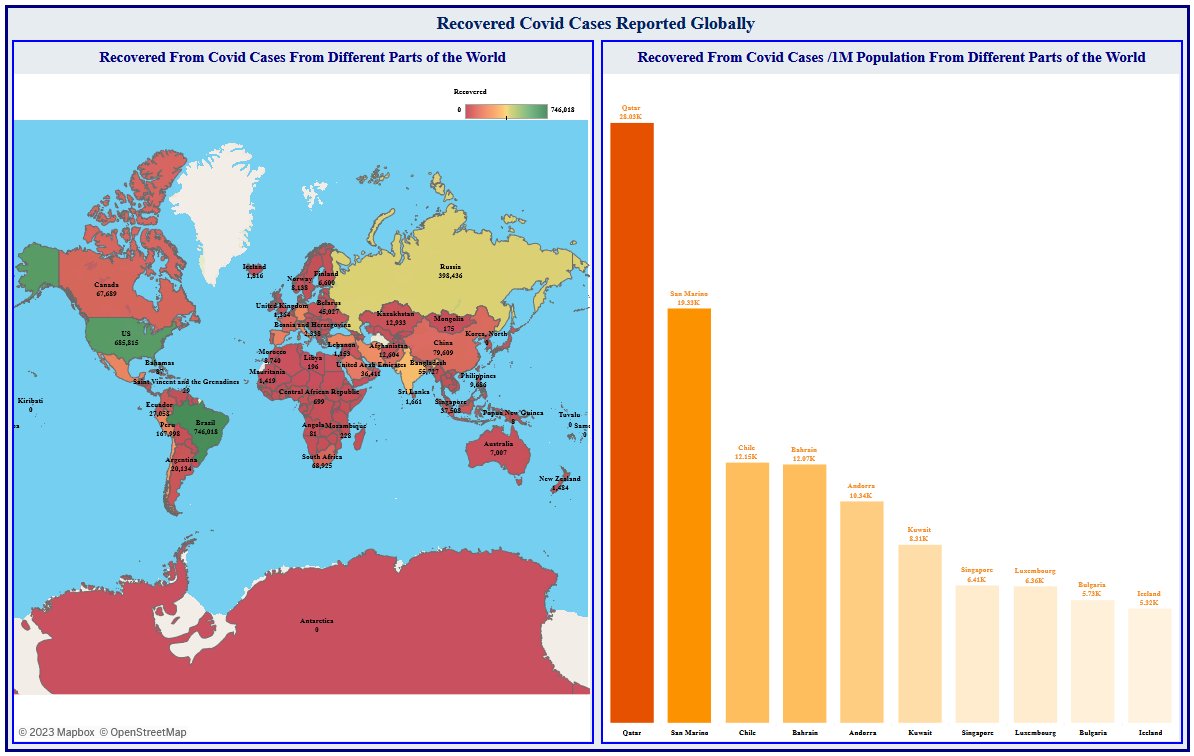 Recovered Covid Cases Reported Globally
Recovered From Covid Cases From Different Parts of the World
Recovered
0
746,018
Iceland
1,816
Norway
8,138
Finland
6,600
Russia
398,436
Canada
67,689
United Kingdom
1,364
Belarus
45,027
Bosnia and Herzegovina
2,338
Kazakhstan
12,933
Mongolia
175
US
685,815
Korea, North
0
China
79,609
Lebanon
1,153
Afghanistan
12,604
Morocco
8,740
Libya
196
Bahamas
United Arab Emirates
36,411
Bangladesh
55,727
Mauritania
1,419
Philippines
9,686
Saint Vincent and the Grenadines
29
Central African Republic
699
Sri Lanka
1,661
Singapore
37,508
Kiribati
0
Ecuador
27,058
Papua New Guinea
8
Tuvalu
0
Peru
167,998
Brazil
746,018
Angola
81
Mozambique
228
0
Australia
7,007
Argentina
20,134
South Africa
68,925
New Zealand
1,484
Antarctica
0
© 2023 Mapbox © OpenStreetMap
Recovered From Covid Cases /1M Population From Different Parts of the World
Qatar
28.03K
San Marino
19.33K
Chile
12.15K
Bahrain
12.07K
Andorra
10.34K
Kuwait
8.31K
Singapore
6.41K
Luxembourg
6.36K
Bulgaria
5.73K
Iceland
5.32K
Qatar
San Marino
Chile
Bahrain
Andorra
Kuwait
Singapore
Luxembourg
Bulgaria
Iceland